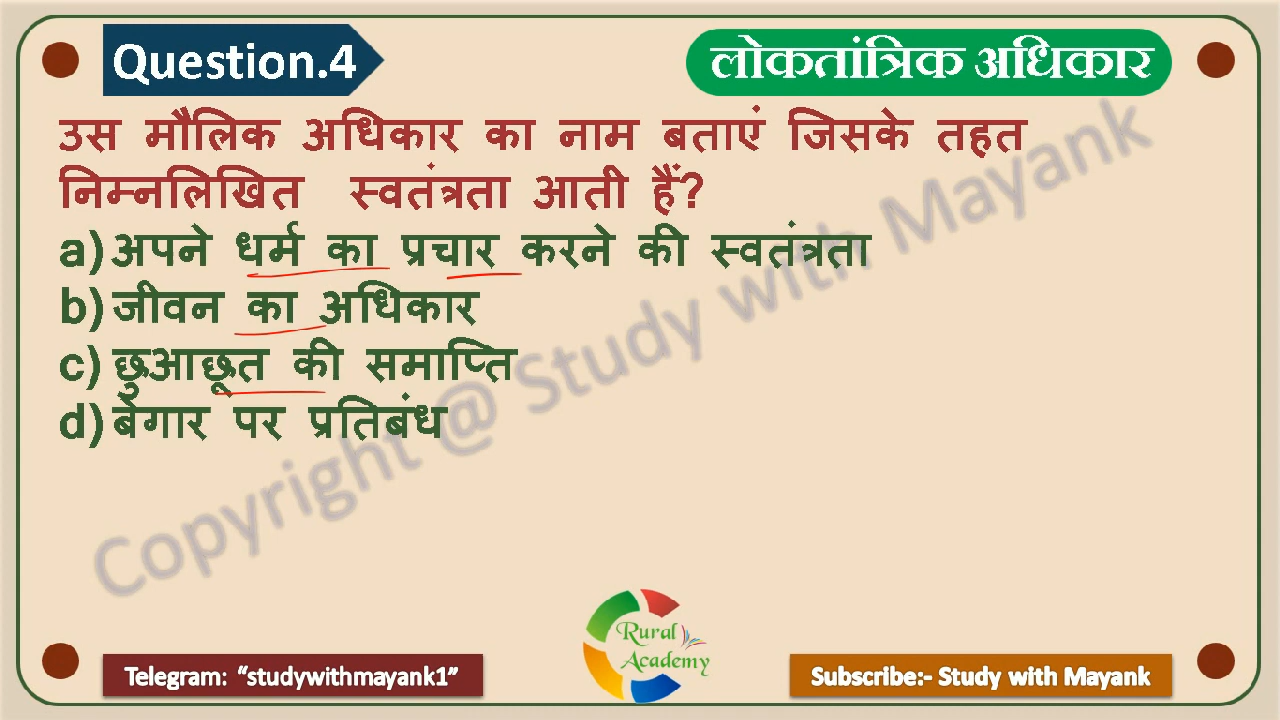 Question.4
लोकतांत्रिक अधिकार
उस मौलिक अधिकार का नाम बताएं जिसके तहत
निम्नलिखित स्वतंत्रता आती हैं?
a) अपने धर्म का प्रचार करने की स्वतंत्रता
b) जीवन का अधिकार
c) छुआछूत की समाप्ति
d) बेगार पर प्रतिबंध
Copyright @ Study with Mayank
Rural
Academy
Telegram: “studywithmayank1”
Subscribe:- Study with Mayank